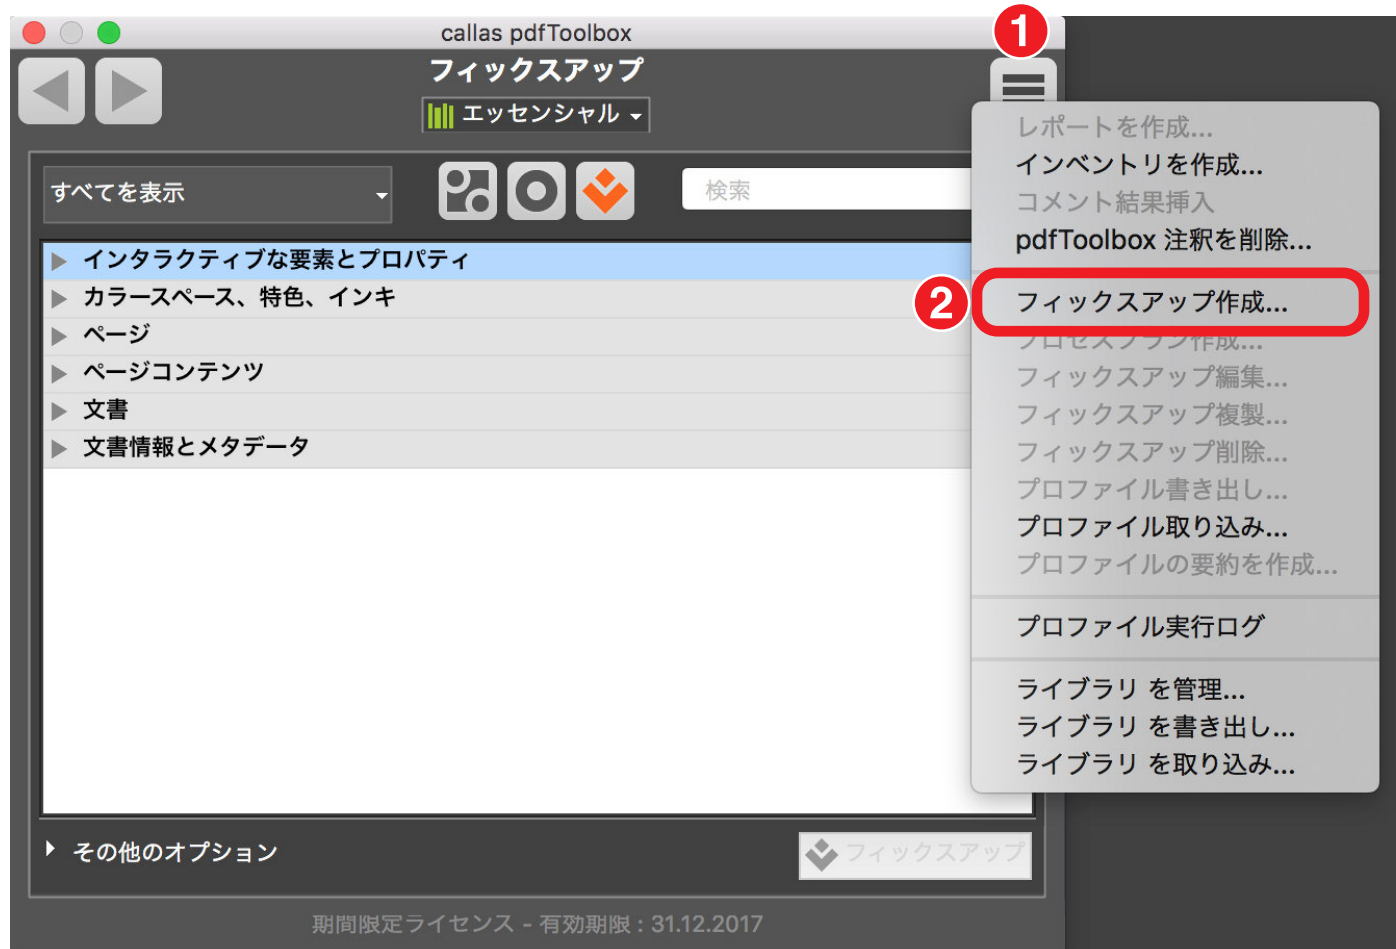 callas pdfToolbox
1
フィックスアップ
エッセンシャル
すべてを表示
検索
インタラクティブな要素とプロパティ
カラースペース、特色、インキ
ページ
ページコンテンツ
文書
文書情報とメタデータ
レポートを作成...
インベントリを作成...
コメント結果挿入
pdfToolbox 注釈を削除...
2
フィックスアップ作成...
プロセスプラン作成...
フィックスアップ編集...
フィックスアップ複製...
フィックスアップ削除...
プロファイル書き出し...
プロファイル取り込み...
プロファイルの要約を作成...
プロファイル実行ログ
ライブラリ を管理...
ライブラリ を書き出し...
ライブラリ を取り込み...
その他のオプション
フィックスアップ
期間限定ライセンス - 有効期限 : 31.12.2017